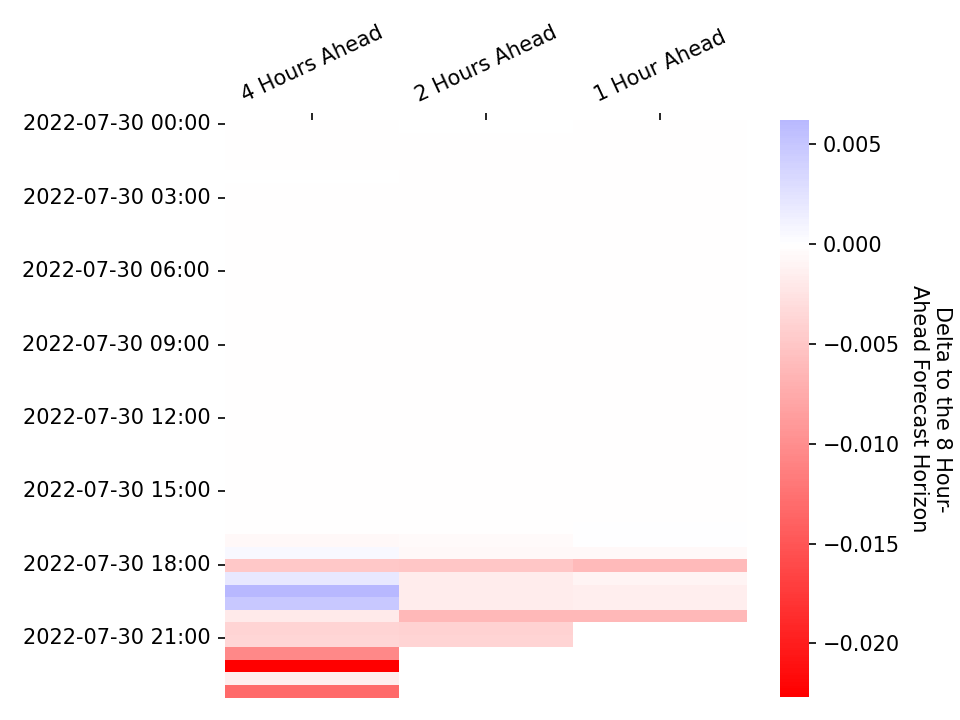 4 Hours Ahead
2 Hours Ahead
1 Hour Ahead
2022-07-30 00:00
2022-07-30 03:00
2022-07-30 06:00
2022-07-30 09:00
2022-07-30 12:00
2022-07-30 15:00
2022-07-30 18:00
2022-07-30 21:00
0.005
0.000
−0.005
−0.010
−0.015
−0.020
Delta to the 8 Hour-
Ahead Forecast Horizon